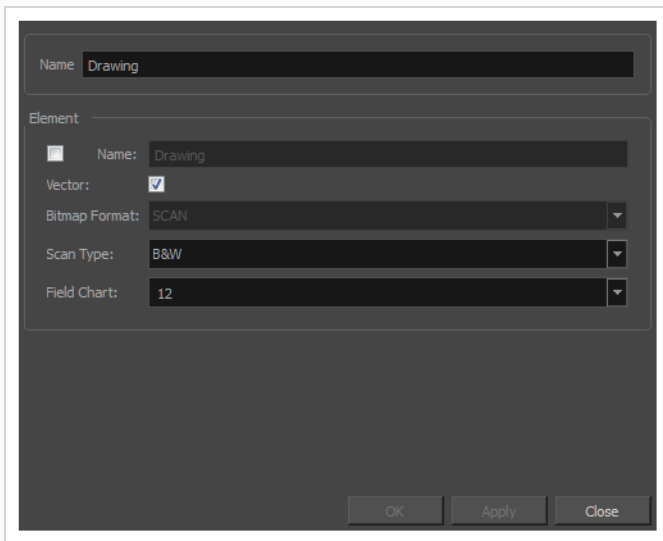 Name Drawing
Element
Name: Drawing
Vector:
Bitmap Format: SCAN
Scan Type: B&W
Field Chart: 12
OK Apply Close